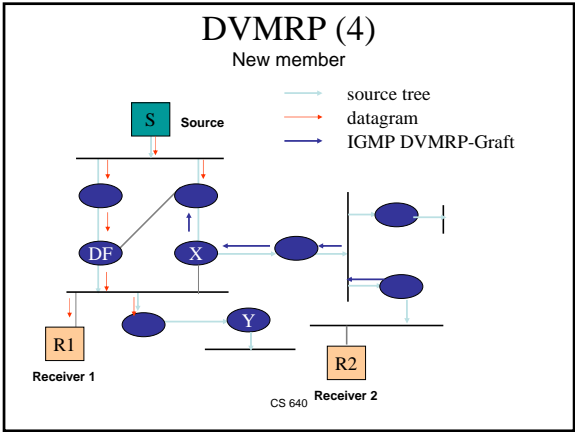 DVMRP (4)
New member
source tree
datagram
IGMP DVMRP-Graft
S
Source
DF
X
Y
R1
Receiver 1
R2
Receiver 2
CS 640